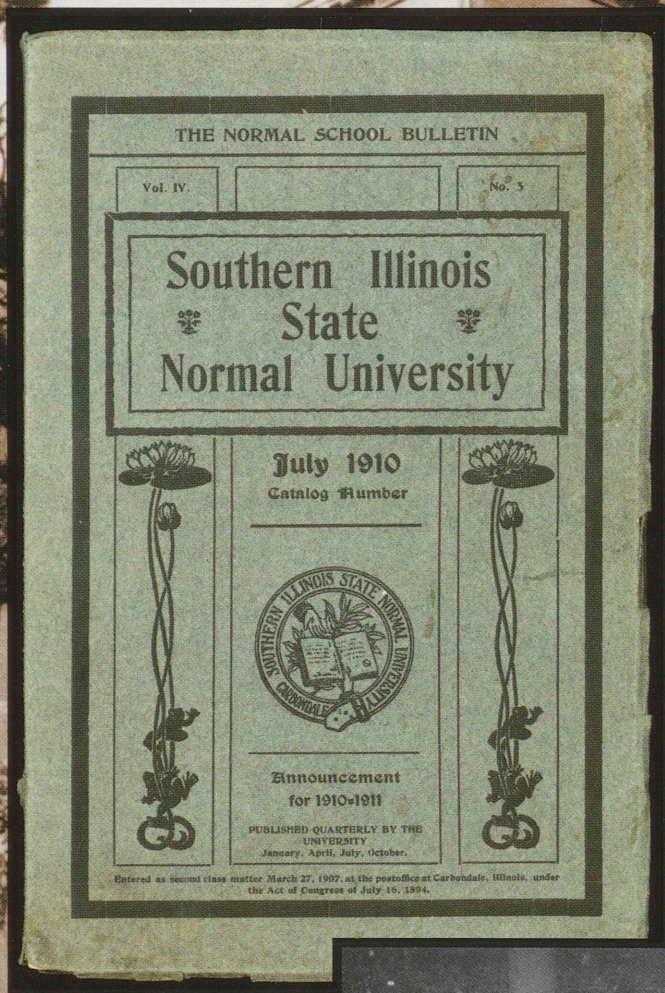 THE NORMAL SCHOOL BULLETIN
Vol. IV.
No. 3
Southern Illinois
State
Normal University
July 1910
Catalog Number
SOUTHERN ILLINOIS STATE NORMAL UNIVERSITY
CARBONDALE
Announcement
for 1910=1911
PUBLISHED QUARTERLY BY THE
UNIVERSITY
January, April, July, October.
Entered as second class matter March 27, 1907, at the postoffice at Carbondale, Illinois, under
the Act of Congress of July 16, 1894.